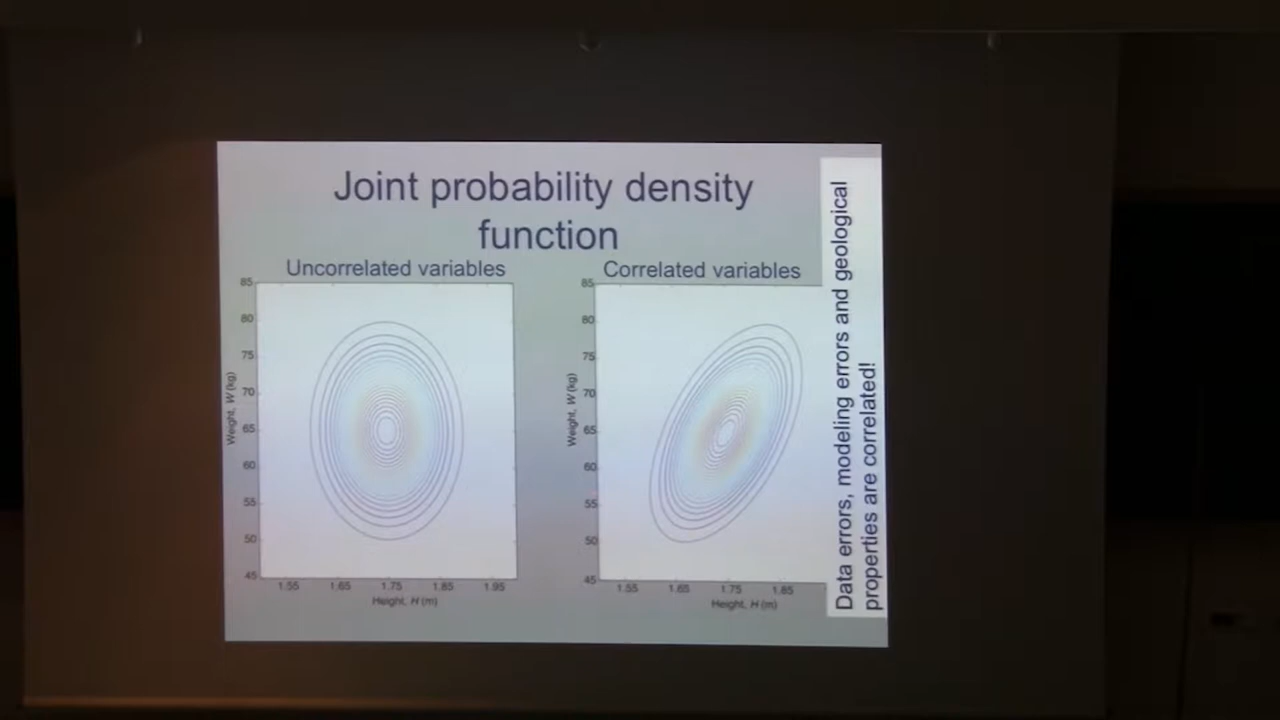 Joint probability density
function
Uncorrelated variables
85
80
75
70
65
60
55
50
45
Weight, W (kg)
1.55 1.65 1.75 1.85 1.95
Height, H (m)
Correlated variables
85
80
75
70
65
60
55
50
45
Weight, W (kg)
1.55 1.65 1.75 1.85
Height, H (m)
Data errors, modeling errors and geological
properties are correlated!